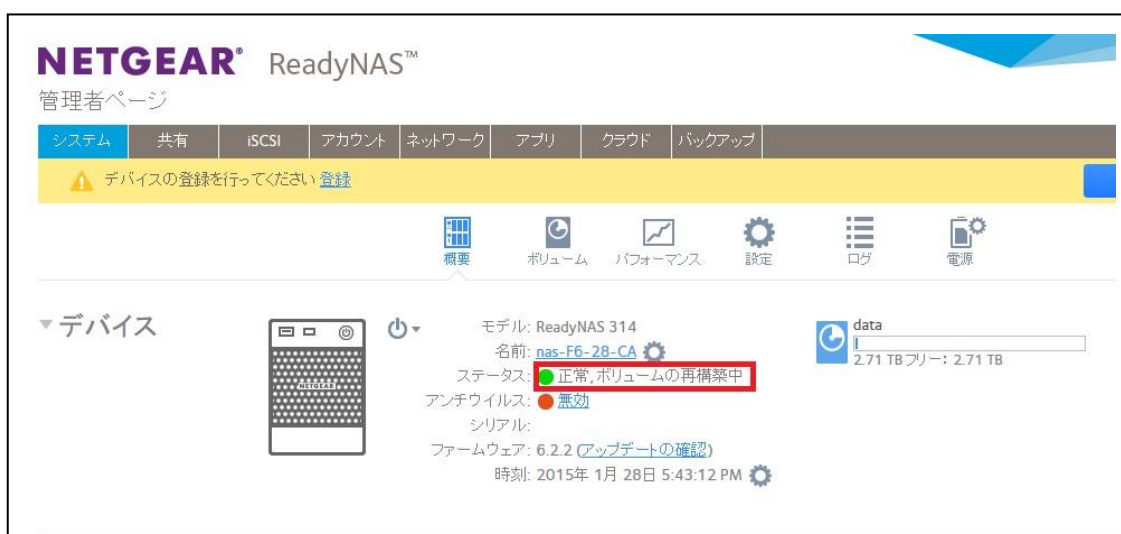 NETGEAR® ReadyNAS™
管理者ページ
システム 共有 iSCSI アカウント ネットワーク アプリ クラウド バックアップ
デバイスの登録を行ってください 登録
概要 ボリューム パフォーマンス 設定 ログ 電源
デバイス
NETGEAR
モデル: ReadyNAS 314
名前: nas-F6-28-CA
ステータス: 正常,ボリュームの再構築中
アンチウイルス: 無効
シリアル:
ファームウェア: 6.2.2 (アップデートの確認)
時刻: 2015年 1月 28日 5:43:12 PM
data
2.71 TB フリー: 2.71 TB